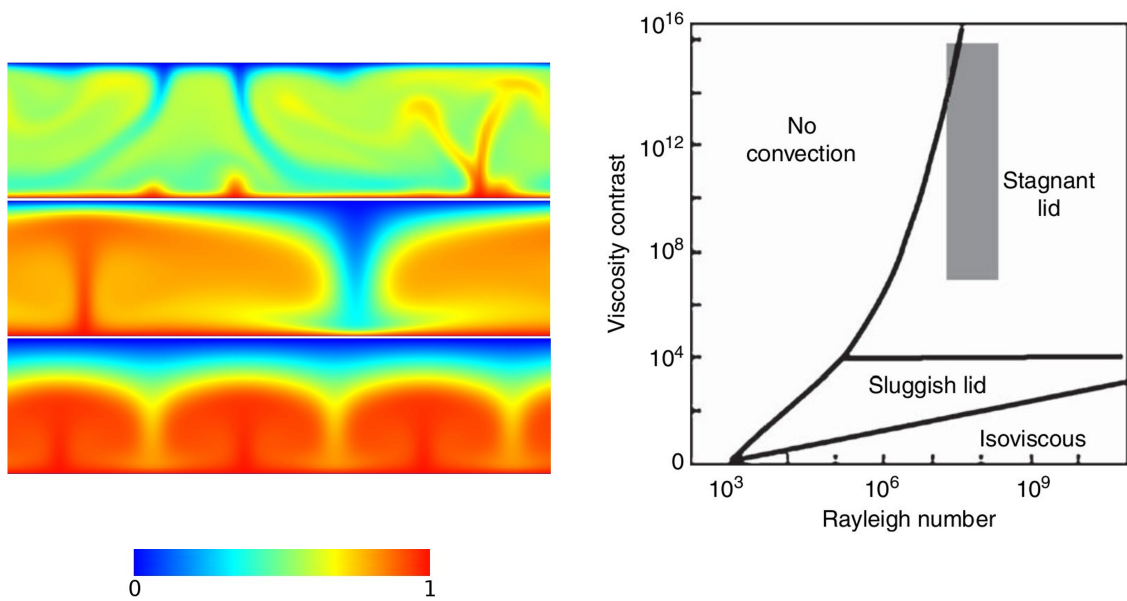 0
1
10¹⁶
10¹²
10⁸
10⁴
0
Viscosity contrast
No
convection
Stagnant
lid
Sluggish lid
Isoviscous
10³
10⁶
10⁹
Rayleigh number